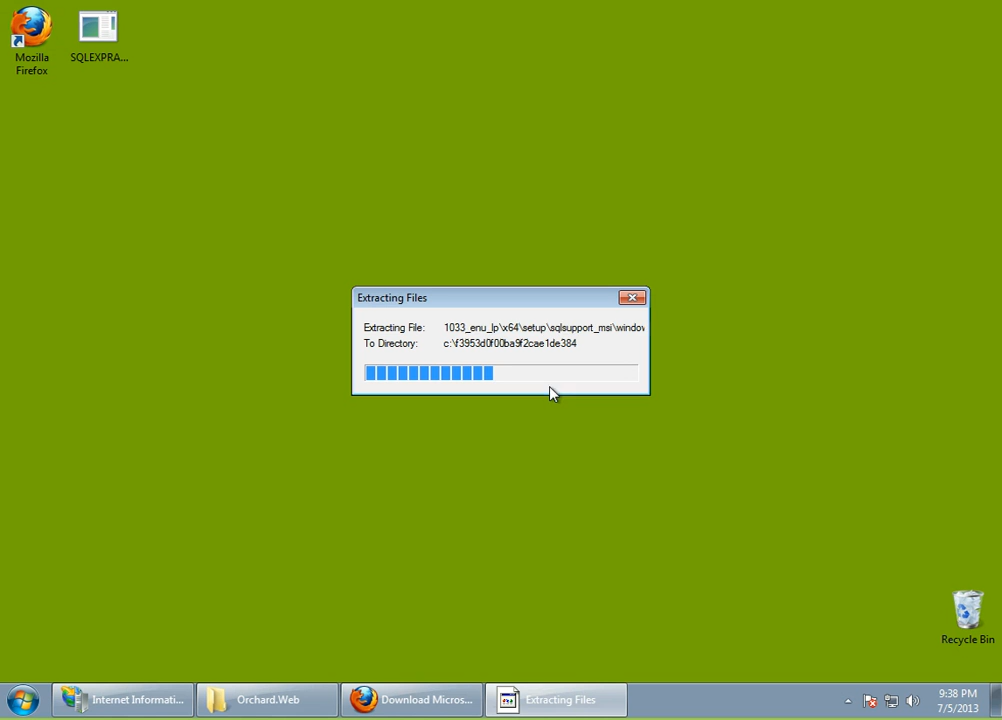 Mozilla
Firefox
SQLEXPRA...
Extracting Files
Extracting File: 1033_enu_lp\x64\setup\sqlsupport_msi\window
To Directory: c:\f3953d0f00ba9f2cae1de384
Recycle Bin
Internet Informati...
Orchard.Web
Download Micros...
Extracting Files
9:38 PM
7/5/2013